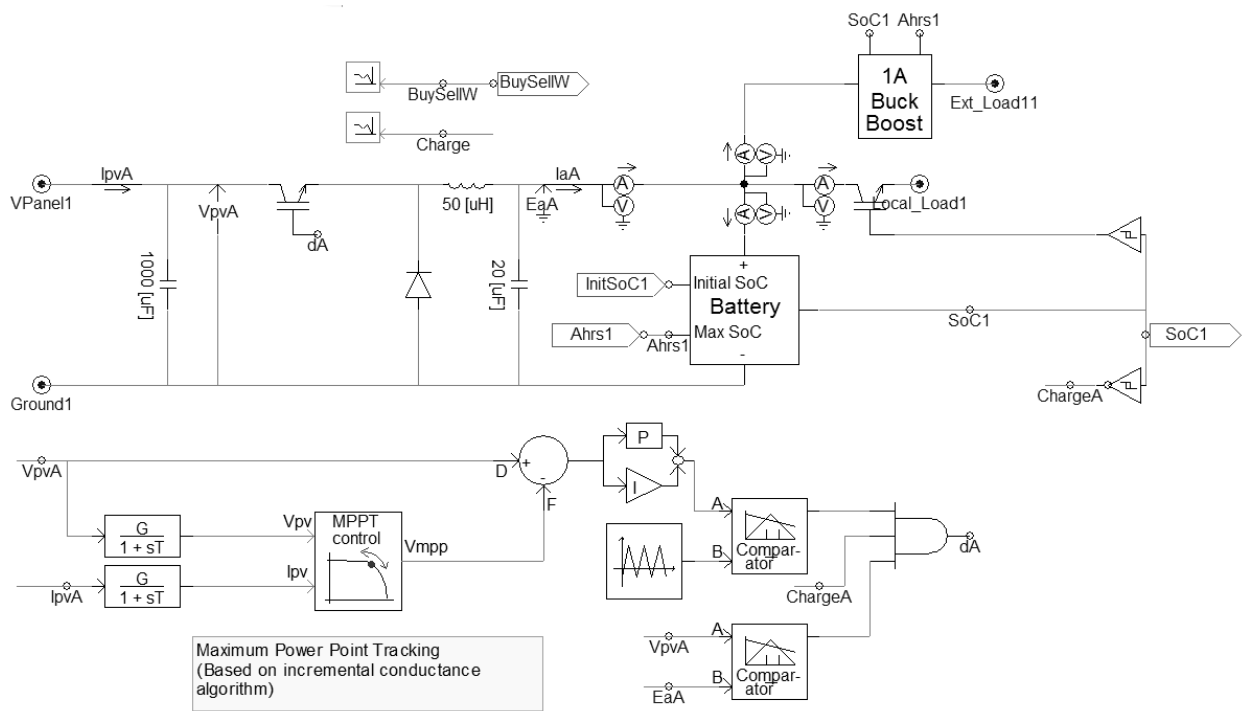 SoC1 Ahrs1
1A
Buck
Boost
Ext_Load11
BuySellW
BuySellW
Charge
IpvA
VPanel1
VpvA
dA
50 [uH]
EaA
IaA
A
V
A
V
A
V
A
V
Local_Load1
1000 [uF]
20 [uF]
InitSoC1
Initial SoC
+
Battery
Ahrs1
Ahrs1
Max SoC
-
SoC1
SoC1
ChargeA
Ground1
VpvA
D
+
-
F
P
I
G
1 + sT
Vpv
MPPT
control
Vmpp
IpvA
G
1 + sT
Ipv
A
B
Compar-
ator
ChargeA
dA
VpvA
A
EaA
B
Compar-
ator
Maximum Power Point Tracking
(Based on incremental conductance
algorithm)